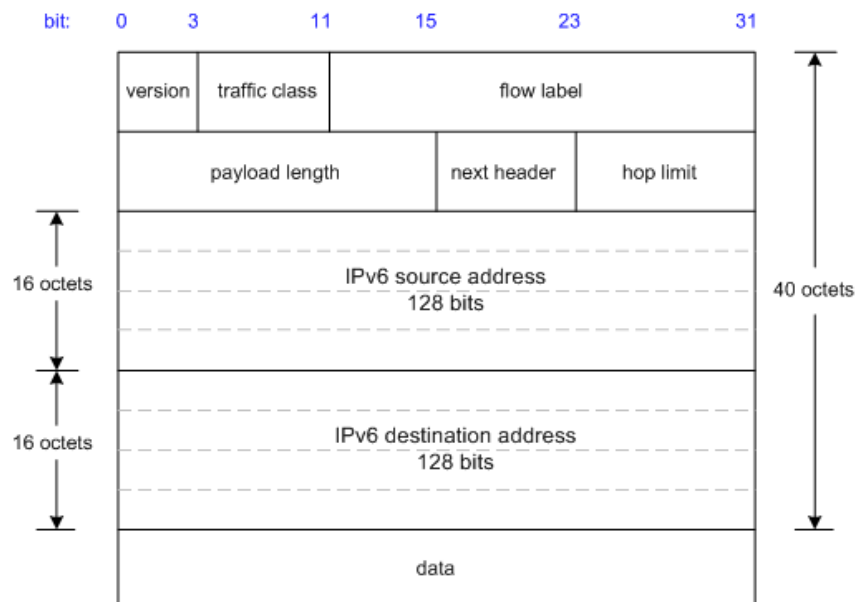 bit: 0 3 11 15 23 31
version traffic class flow label
payload length next header hop limit
16 octets
IPv6 source address
128 bits
40 octets
16 octets
IPv6 destination address
128 bits
data